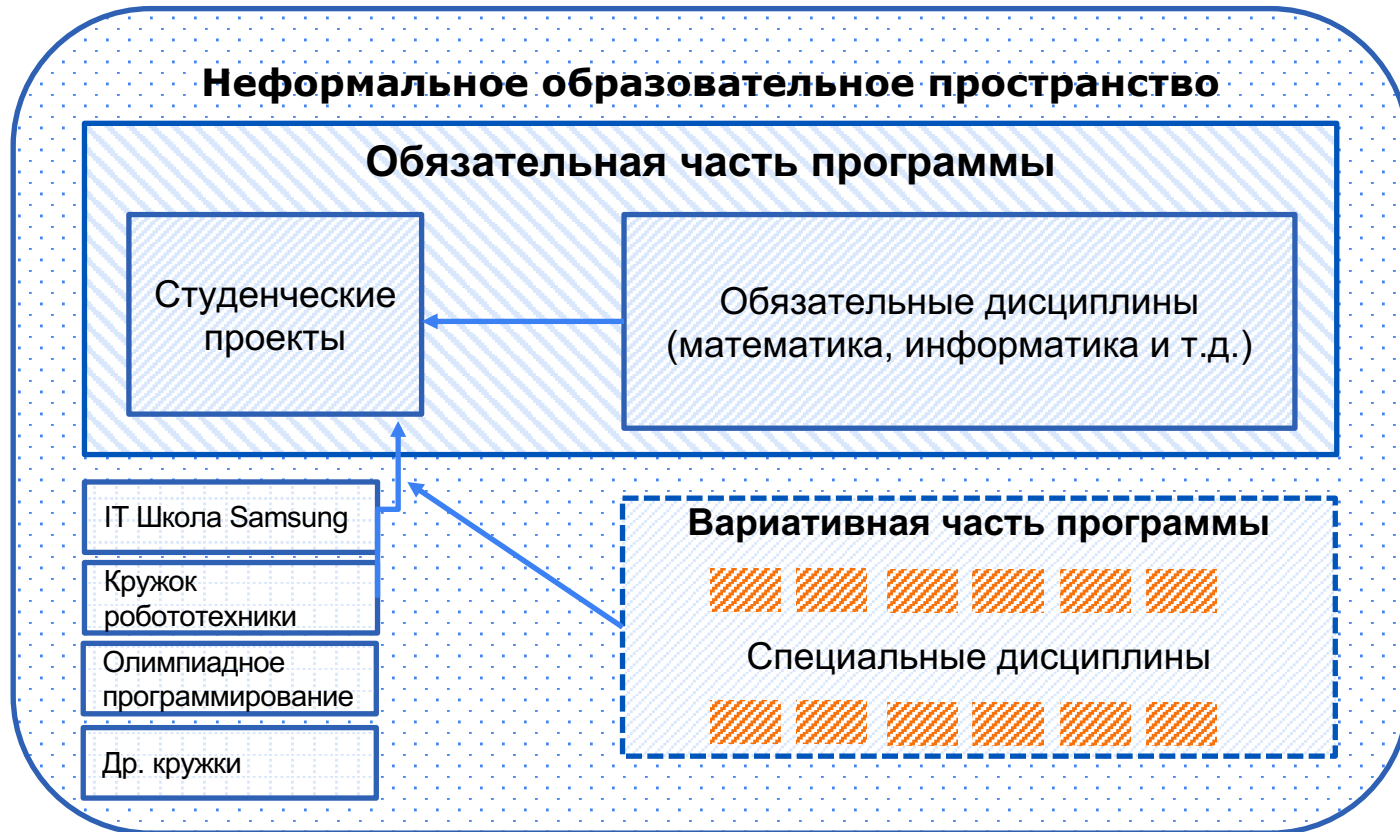 Неформальное образовательное пространство
Обязательная часть программы
Студенческие
проекты
Обязательные дисциплины
(математика, информатика и т.д.)
IT Школа Samsung
Кружок
робототехники
Олимпиадное
программирование
Др. кружки
Вариативная часть программы
Специальные дисциплины